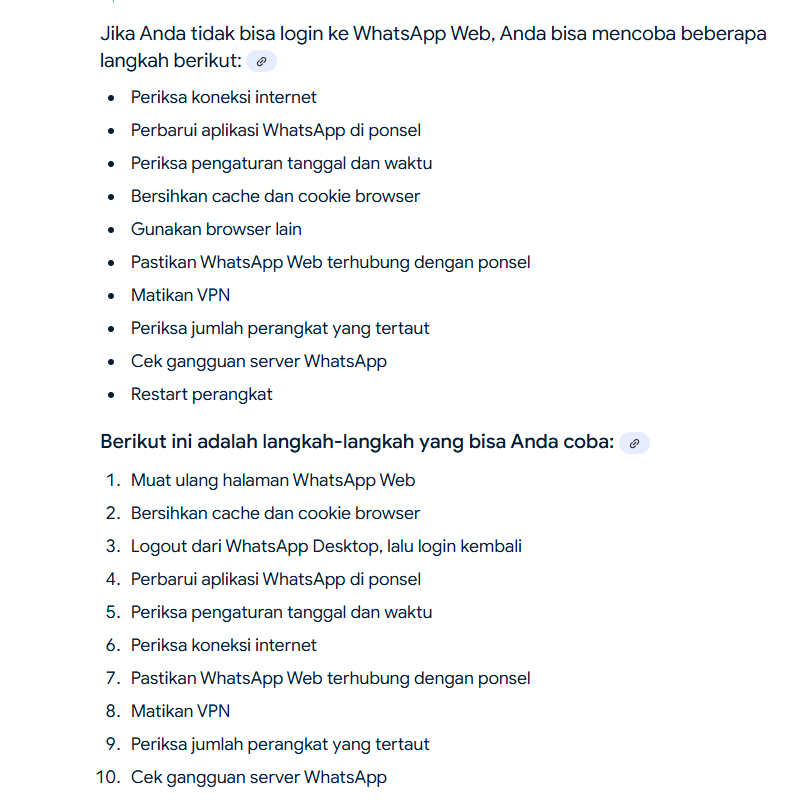 Jika Anda tidak bisa login ke WhatsApp Web, Anda bisa mencoba beberapa
langkah berikut:
• Periksa koneksi internet
• Perbarui aplikasi WhatsApp di ponsel
• Periksa pengaturan tanggal dan waktu
• Bersihkan cache dan cookie browser
• Gunakan browser lain
• Pastikan WhatsApp Web terhubung dengan ponsel
• Matikan VPN
• Periksa jumlah perangkat yang tertaut
• Cek gangguan server WhatsApp
• Restart perangkat
Berikut ini adalah langkah-langkah yang bisa Anda coba:
1. Muat ulang halaman WhatsApp Web
2. Bersihkan cache dan cookie browser
3. Logout dari WhatsApp Desktop, lalu login kembali
4. Perbarui aplikasi WhatsApp di ponsel
5. Periksa pengaturan tanggal dan waktu
6. Periksa koneksi internet
7. Pastikan WhatsApp Web terhubung dengan ponsel
8. Matikan VPN
9. Periksa jumlah perangkat yang tertaut
10. Cek gangguan server WhatsApp